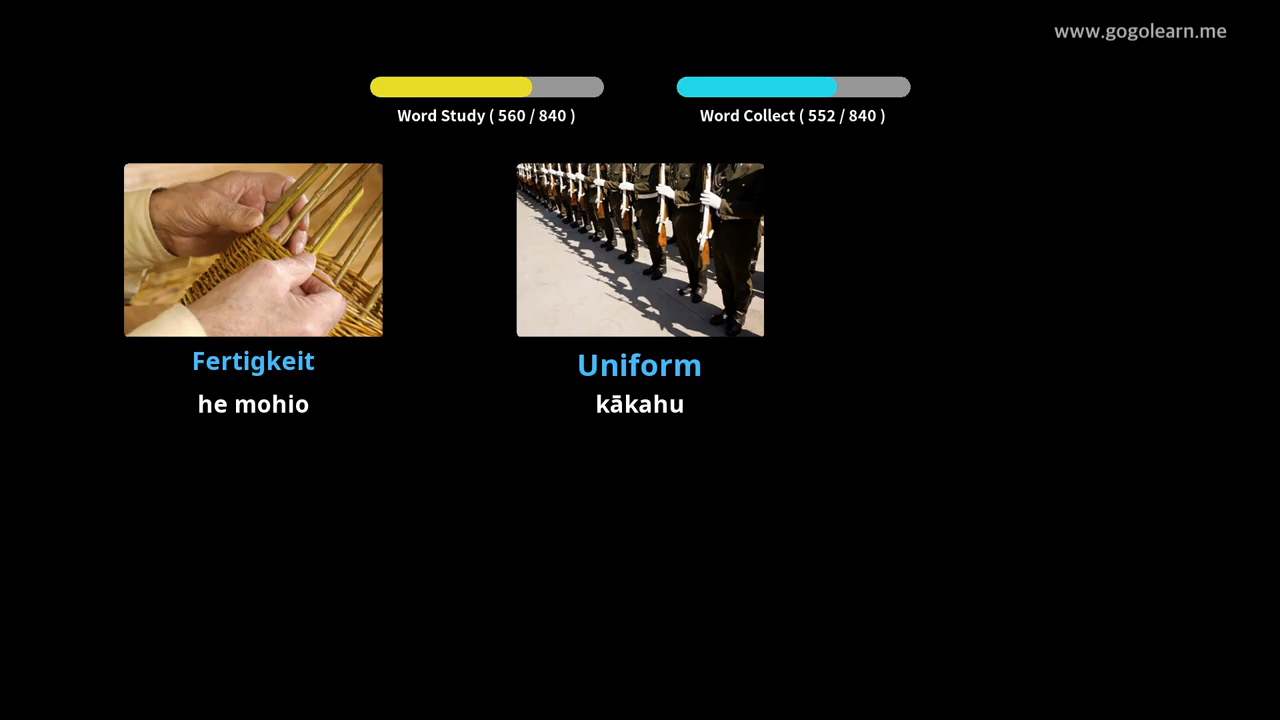 www.gogolearn.me
Word Study ( 560 / 840 )
Word Collect ( 552 / 840 )
Fertigkeit
he mohio
Uniform
kākahu